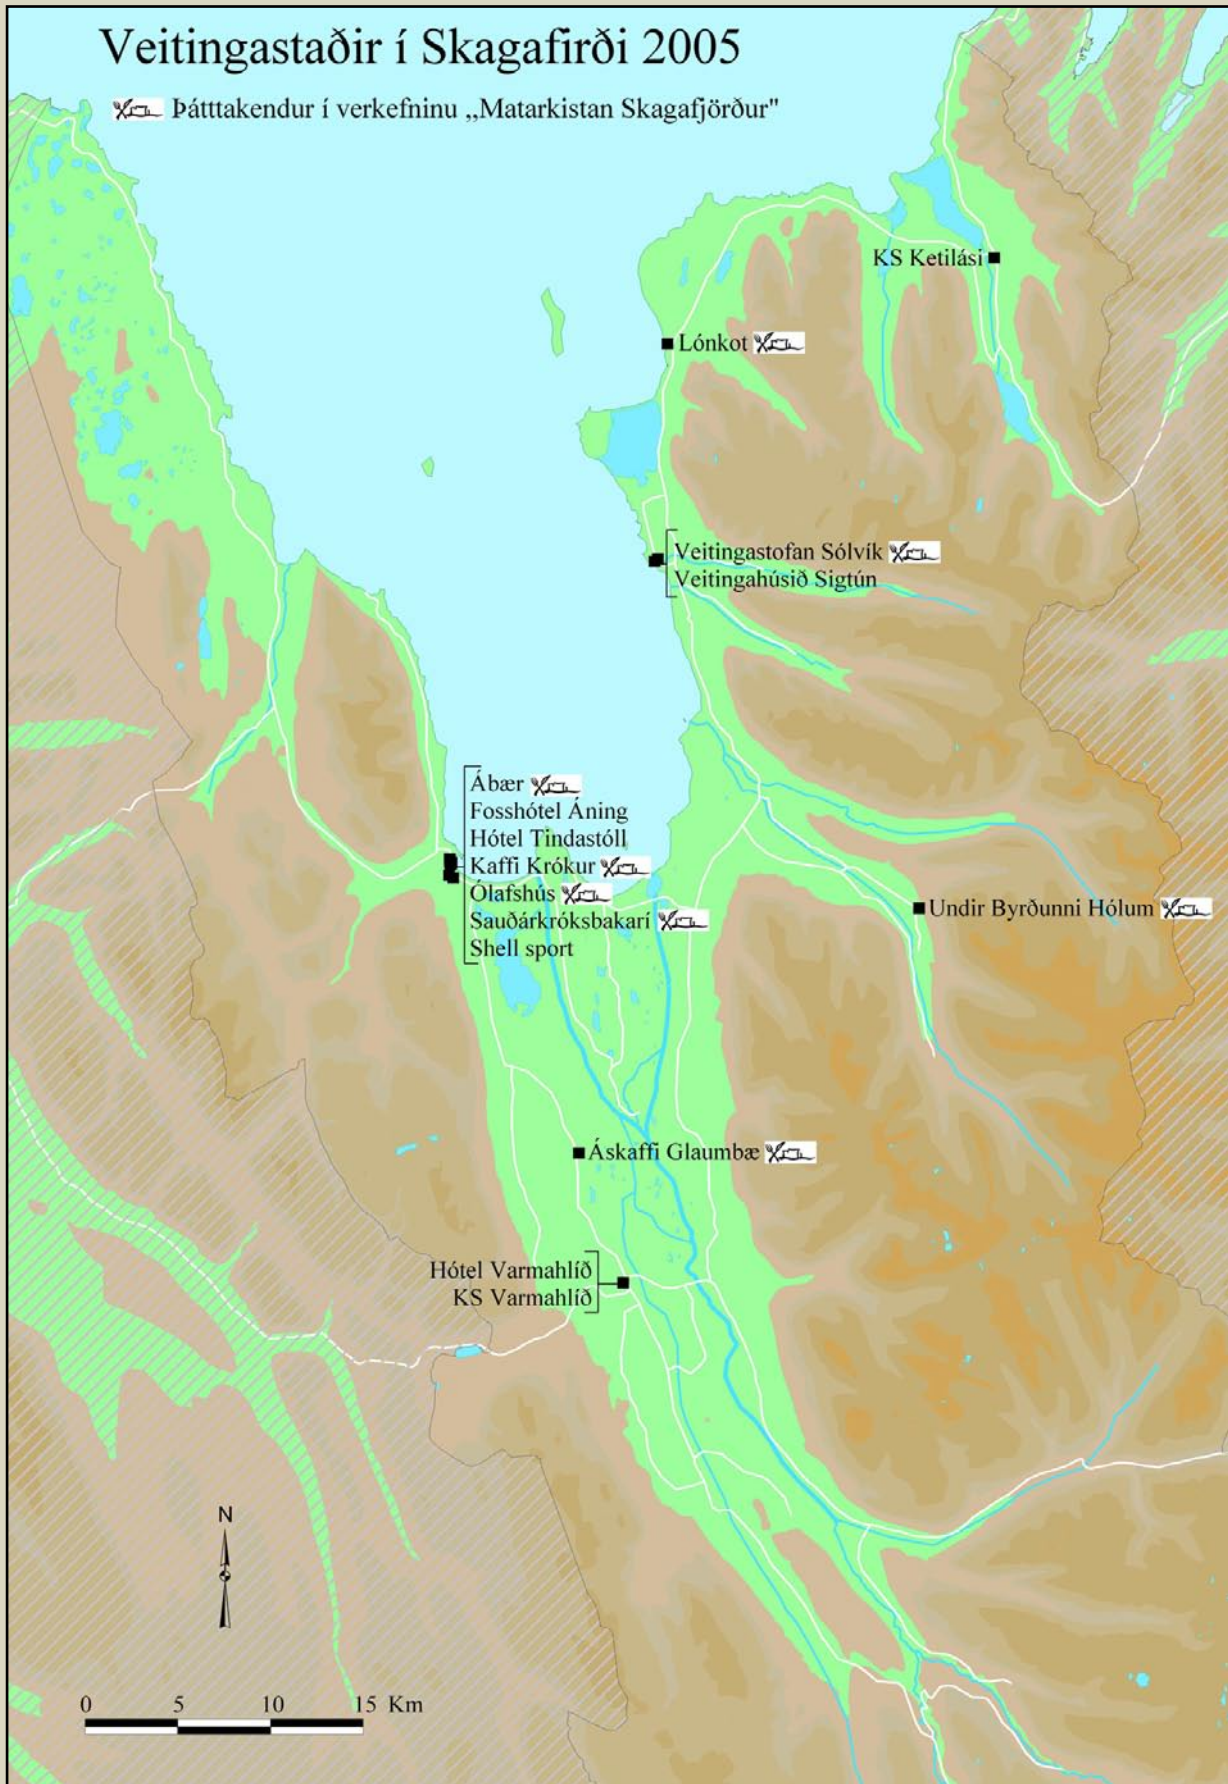 Veitingastaðir í Skagafirði 2005
Þátttakendur í verkefninu ,,Matarkistan Skagafjörður"
KS Ketilási
Lónkot
Veitingastofan Sólvík
Veitingahúsið Sigtún
Ábær
Fosshótel Áning
Hótel Tindastóll
Kaffi Krókur
Ólafshús
Sauðárkróksbakarí
Shell sport
Undir Byrðunni Hólum
Áskaffi Glaumbæ
Hótel Varmahlíð
KS Varmahlíð
N
0 5 10 15 Km